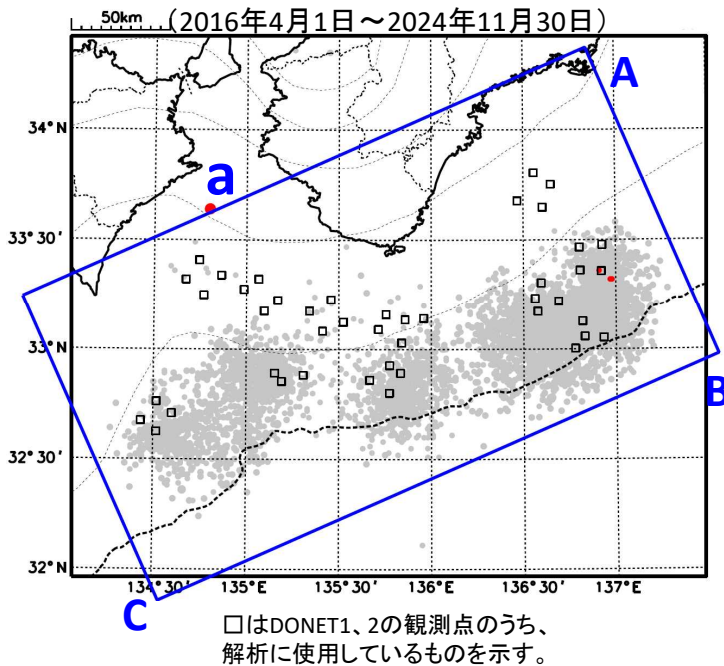 50km
(2016年4月1日～2024年11月30日)
A
34°N
a
33°30′
33°N
B
32°30′
32°N
134°30′ 135°E 135°30′ 136°E 136°30′ 137°E
C
□はDONET1、2の観測点のうち、
解析に使用しているものを示す。